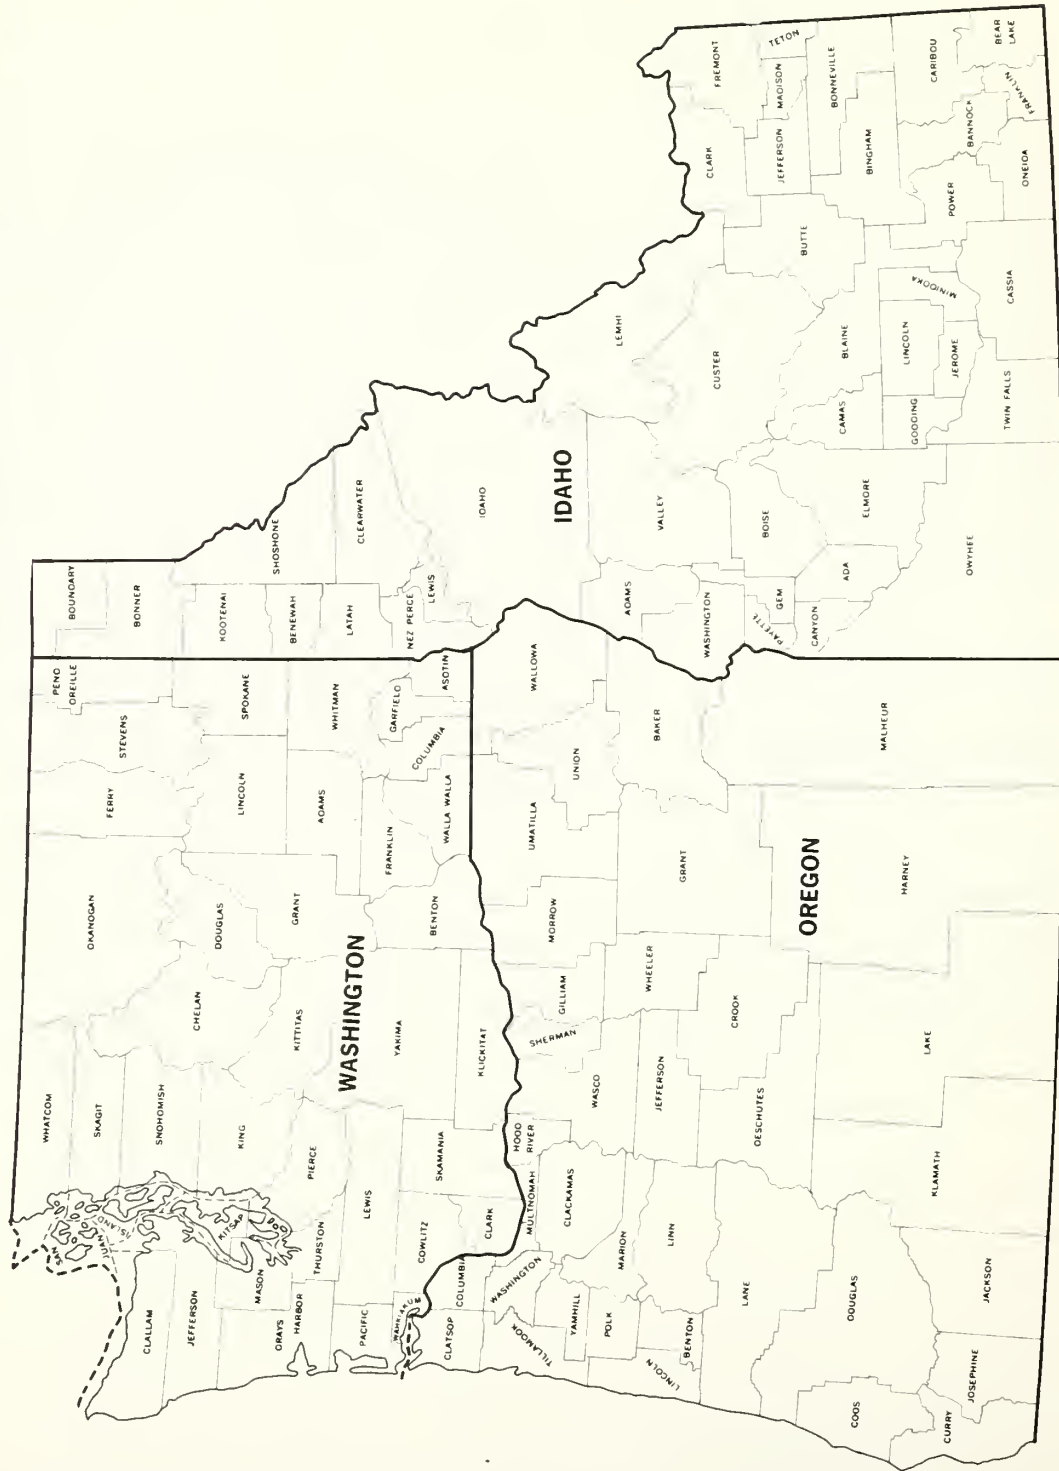 WASHINGTON
WHATCOM
SAN
JUAN
ISLAND
SKAGIT
OKANOGAN
FERRY
STEVENS
PENO
OREILLE
CLALLAM
SNOHOMISH
CHELAN
DOUGLAS
LINCOLN
SPOKANE
JEFFERSON
KITSAP
KING
MASON
GRAYS
HARBOR
KITTITAS
GRANT
ADAMS
WHITMAN
THURSTON
PIERCE
PACIFIC
LEWIS
YAKIMA
FRANKLIN
GARFIELD
COLUMBIA
ASOTIN
WAHKIAKUM
COWLITZ
SKAMANIA
BENTON
WALLA WALLA
CLARK
KLICKITAT
OREGON
CLATSOP
COLUMBIA
WASHINGTON
MULTNOMAH
HOOD
RIVER
SHERMAN
GILLIAM
MORROW
UMATILLA
WALLOWA
TILLAMOOK
YAMHILL
CLACKAMAS
WASCO
UNION
POLK
MARION
LINCOLN
BENTON
LINN
JEFFERSON
WHEELER
GRANT
BAKER
CROOK
LANE
DESCHUTES
DOUGLAS
COOS
CURRY
JOSEPHINE
JACKSON
KLAMATH
LAKE
HARNEY
MALHEUR
IDAHO
BOUNDARY
BONNER
KOOTENAI
SHOSHONE
BENEWAH
LATAH
CLEARWATER
NEZ PERCE
LEWIS
IDAHO
ADAMS
VALLEY
LEMHI
WASHINGTON
CUSTER
PAYETTE
GEM
BOISE
CANYON
ADA
ELMORE
CAMAS
BLAINE
BUTTE
CLARK
FREMONT
JEFFERSON
MADISON
TETON
BINGHAM
BONNEVILLE
GOODING
LINCOLN
JEROME
MINIDOKA
POWER
BANNOCK
CARIBOU
OWYHEE
TWIN FALLS
CASSIA
ONEIDA
FRANKLIN
BEAR
LAKE